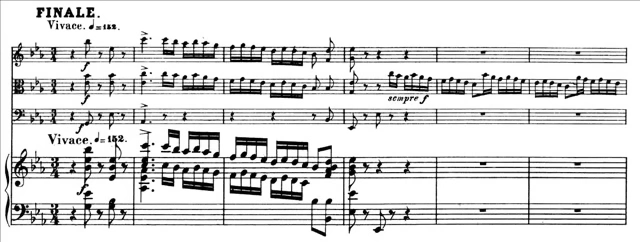 FINALE.
Vivace. ♩=152.
f
f
sempre f
f
Vivace. ♩=152.
f